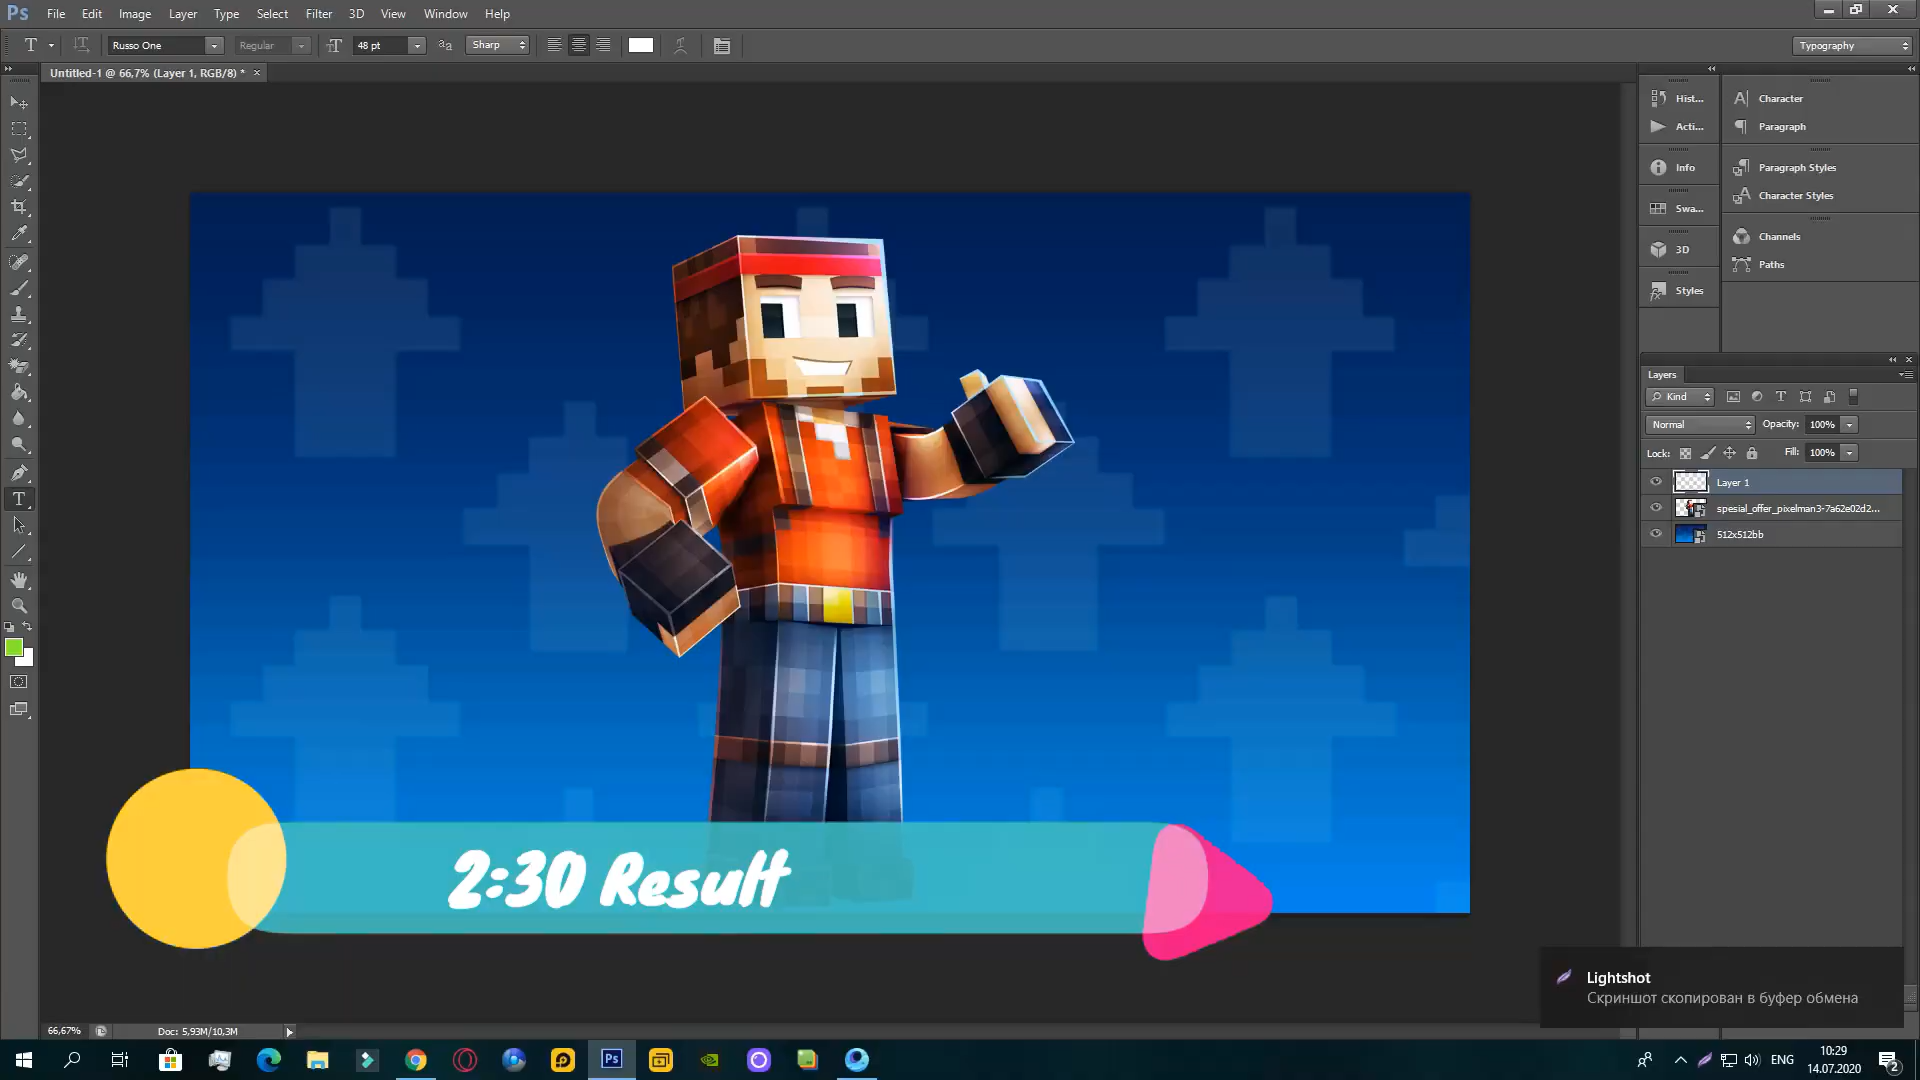 Ps File Edit Image Layer Type Select Filter 3D View Window Help
Russo One Regular 48 pt Sharp Typography
Untitled-1 @ 66,7% (Layer 1, RGB/8) *
Hist... Character
Acti... Paragraph
Info Paragraph Styles
Swa... Character Styles
3D Channels
Styles Paths
Layers
Kind
Normal Opacity: 100%
Lock: Fill: 100%
Layer 1
spesial_offer_pixelman3-7a62e02d2...
512x512bb
2:30 Result
Lightshot
Скриншот скопирован в буфер обмена
66,67% Doc: 5,93M/10,3M
ENG 10:29
14.07.2020
2